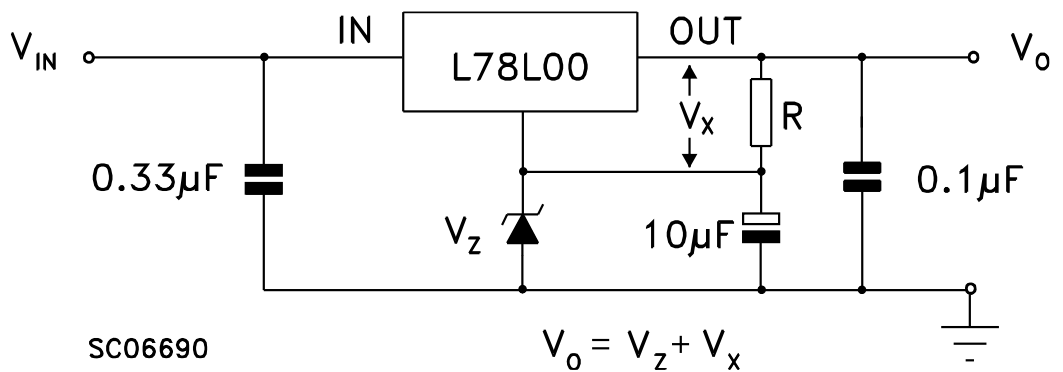 IN
OUT
V_IN
L78L00
V_O
V_X
R
0.33µF
0.1µF
V_Z
10µF
SC06690
V_O = V_Z + V_X